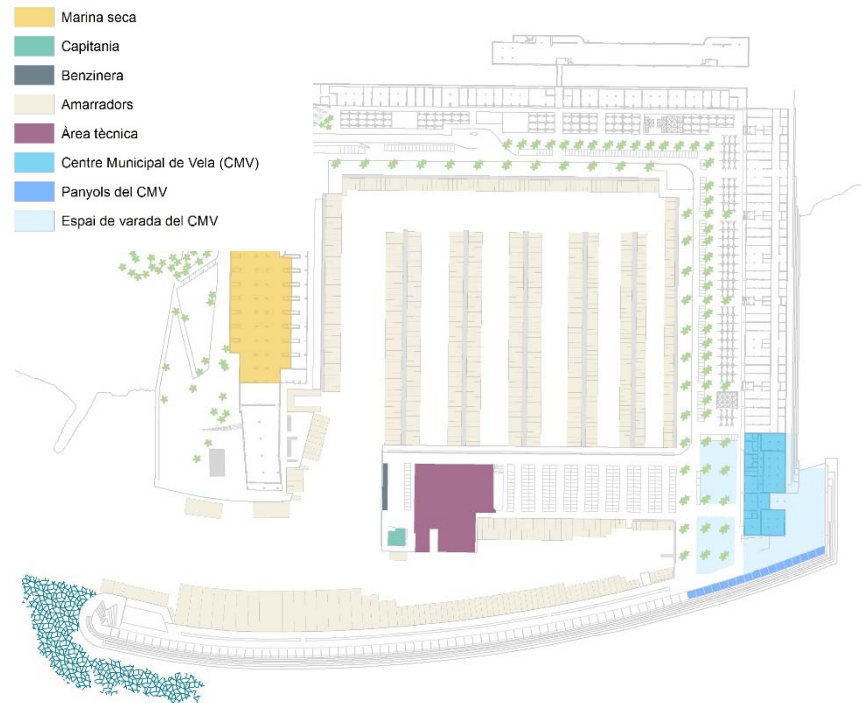 Marina seca
Capitania
Benzinera
Amarradors
Àrea tècnica
Centre Municipal de Vela (CMV)
Panyols del CMV
Espai de varada del CMV